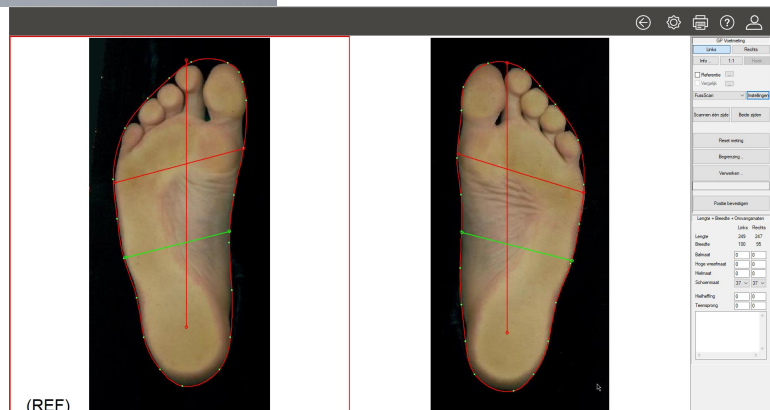 GP Voetmeting
Links Rechts
Info ... 1:1 Finish
Referentie ...
Vergelijk ...
FussScan Instellingen
Scannen één zijde Beide zijden
Reset meting
Begrenzing ...
Verwerken ...
Positie bevestigen
Lengte + Breedte + Omvangsmaten
Links Rechts
Lengte 249 247
Breedte 100 95
Balmaat 0 0
Hoge wreefmaat 0 0
Hielmaat 0 0
Schoenmaat 37 37
Hielheffing 0 0
Teensprong 0 0
(REF)